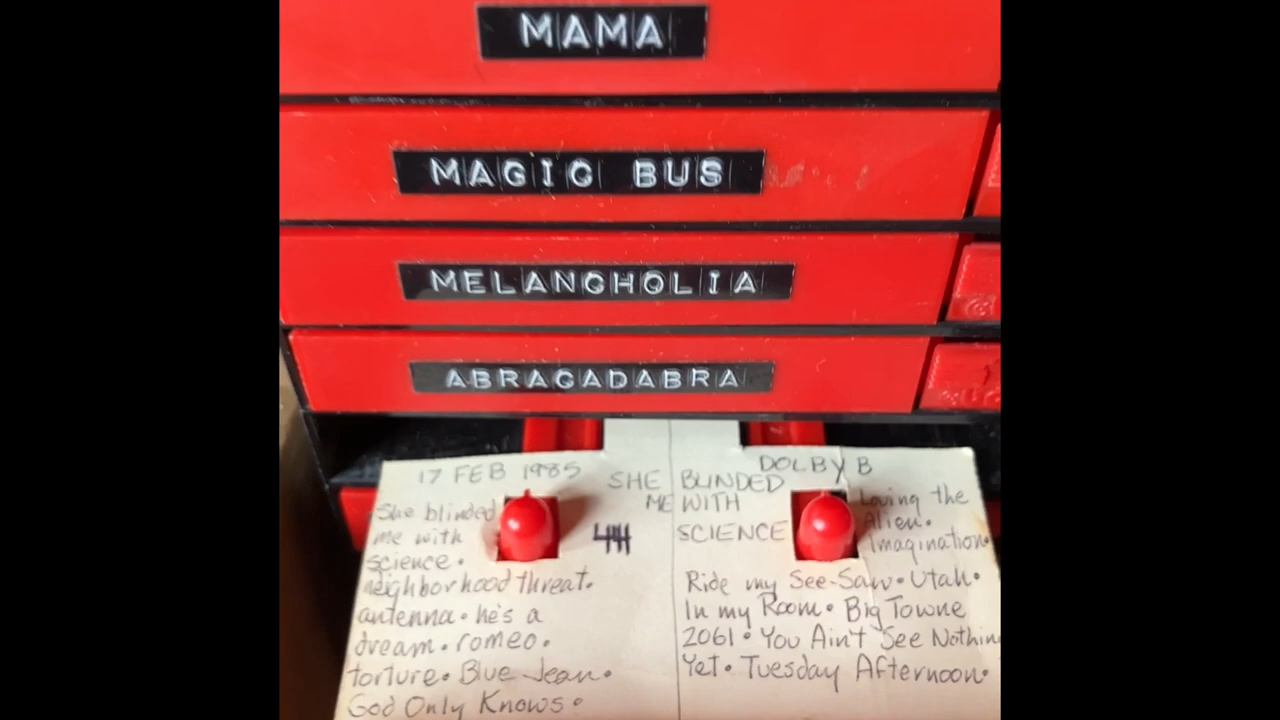 MAMA
MAGIC BUS
MELANCHOLIA
ABRACADABRA
17 FEB 1985
She blinded
me with
science •
neighborhood threat.
antenna • he's a
dream • romeo •
torture • Blue Jean •
God Only Knows •
DOLBY B
SHE BLINDED
ME WITH
SCIENCE
Loving the
Alien •
Imagination •
Ride my See-Saw • Utah •
In my Room • Big Towne
2061 • You Ain't See Nothin
Yet • Tuesday Afternoon •